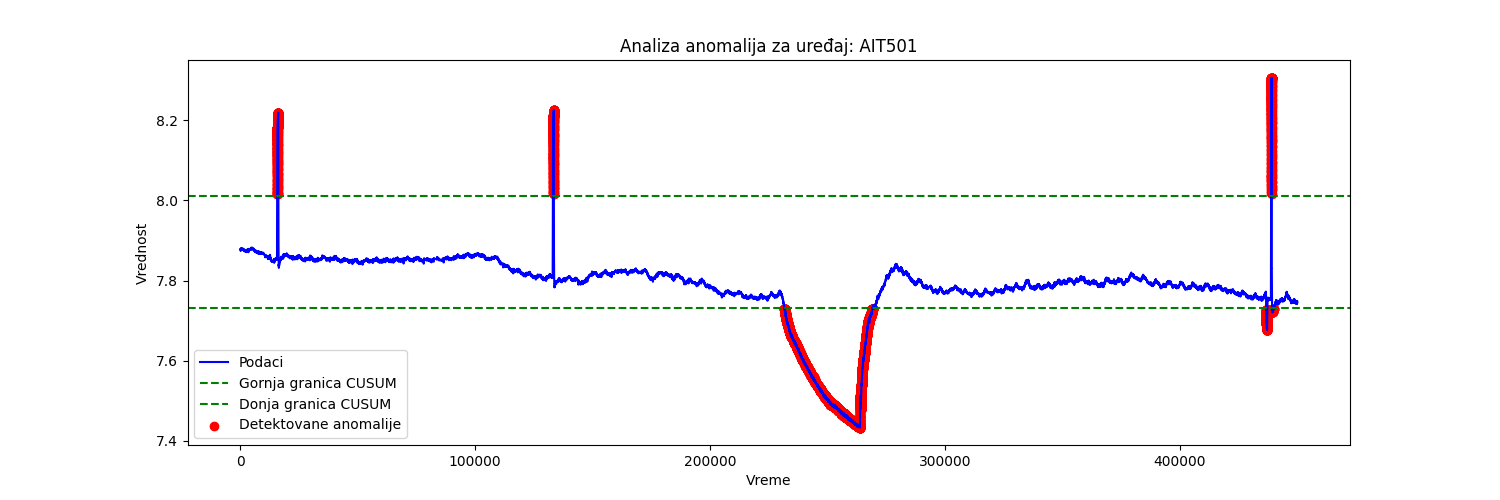 Analiza anomalija za uređaj: AIT501
Vrednost
8.2
8.0
7.8
7.6
7.4
Podaci
Gornja granica CUSUM
Donja granica CUSUM
Detektovane anomalije
0
100000
200000
300000
400000
Vreme